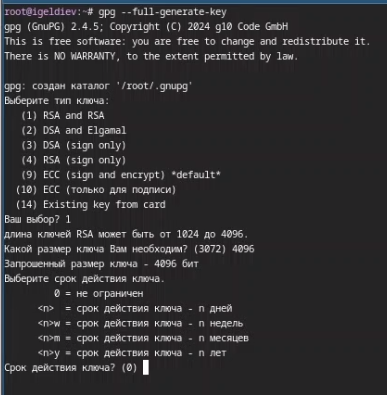 root@igeldiev:~# gpg --full-generate-key
gpg (GnuPG) 2.4.5; Copyright (C) 2024 g10 Code GmbH
This is free software: you are free to change and redistribute it.
There is NO WARRANTY, to the extent permitted by law.
gpg: создан каталог '/root/.gnupg'
Выберите тип ключа:
(1) RSA and RSA
(2) DSA and Elgamal
(3) DSA (sign only)
(4) RSA (sign only)
(9) ECC (sign and encrypt) *default*
(10) ECC (только для подписи)
(14) Existing key from card
Ваш выбор? 1
длина ключей RSA может быть от 1024 до 4096.
Какой размер ключа Вам необходим? (3072) 4096
Запрошенный размер ключа - 4096 бит
Выберите срок действия ключа.
0 = не ограничен
<n> = срок действия ключа - n дней
<n>w = срок действия ключа - n недель
<n>m = срок действия ключа - n месяцев
<n>y = срок действия ключа - n лет
Срок действия ключа? (0)